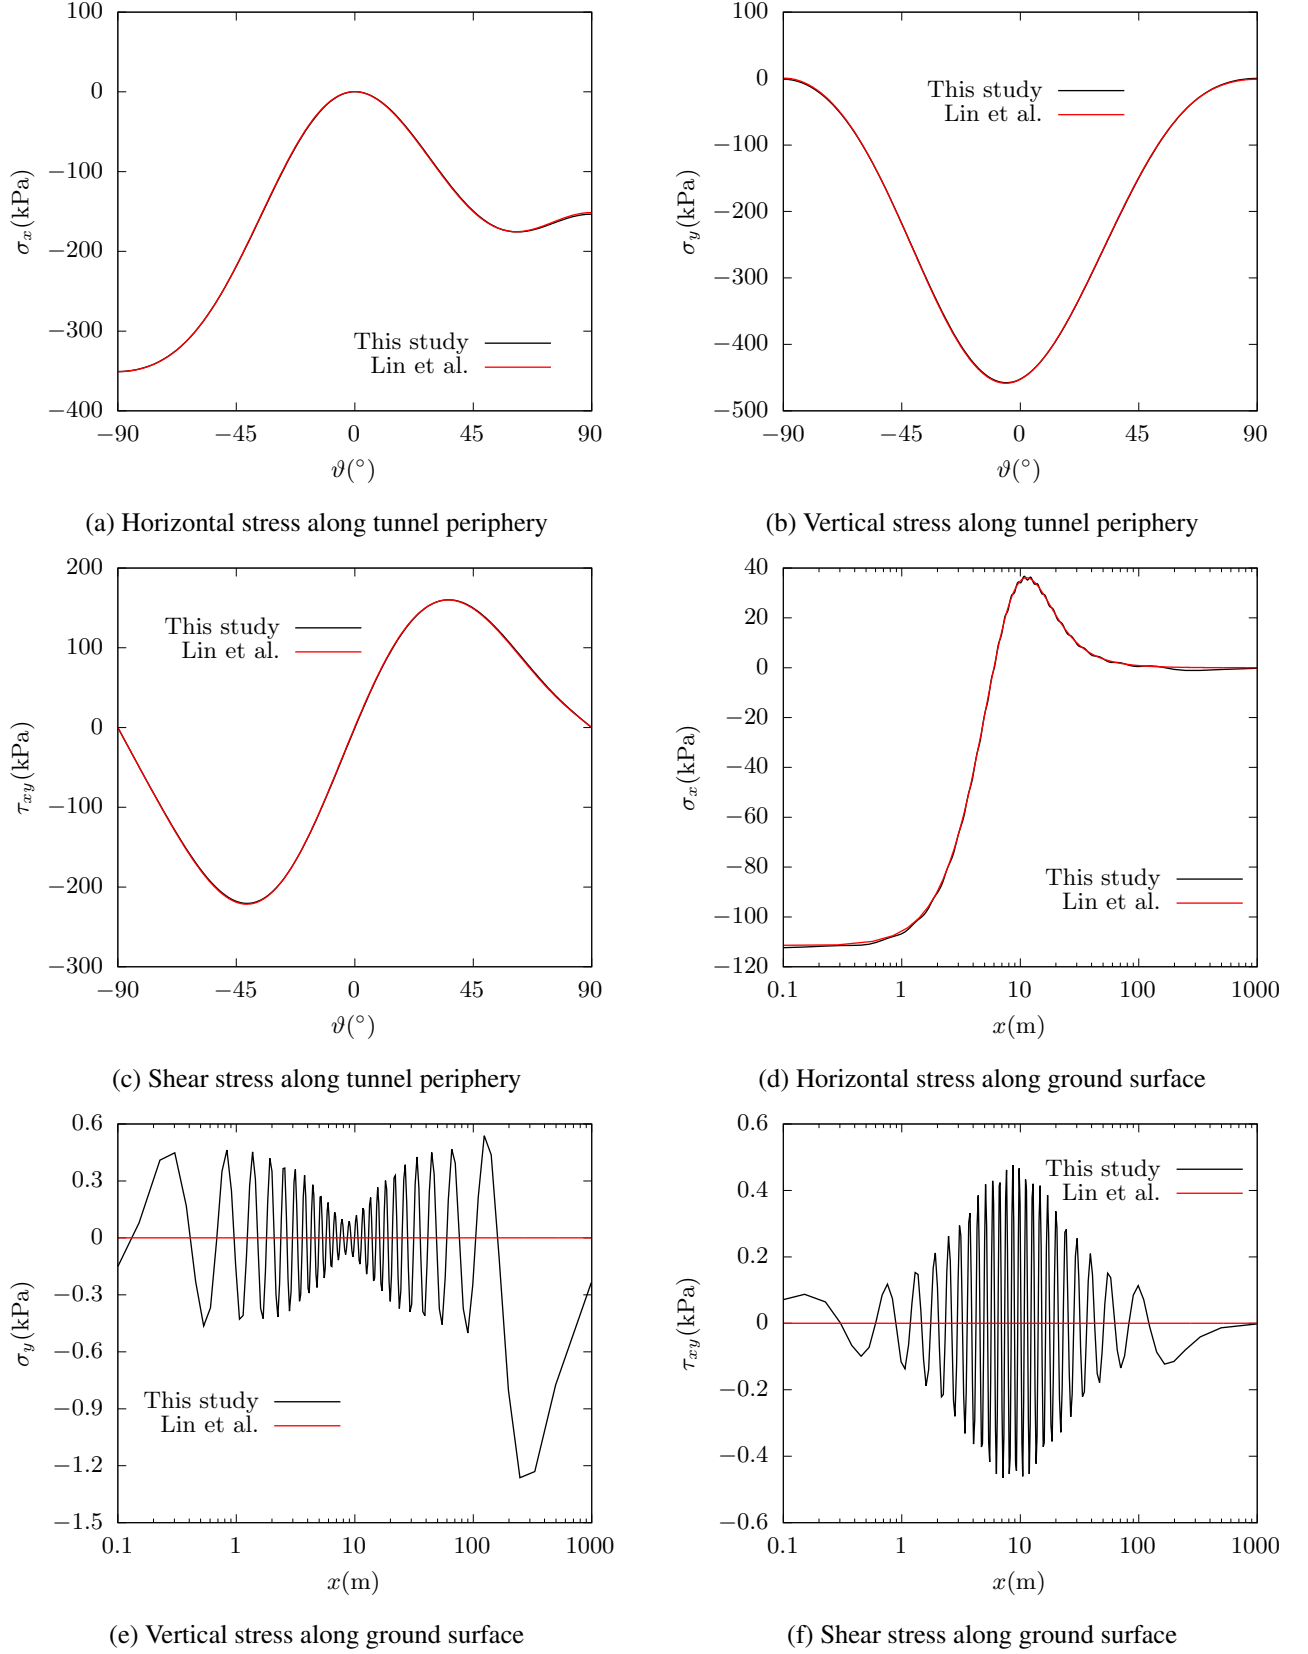 100
0
−100
−200
−300
−400
−90
−45
0
45
90
σx(kPa)
ϑ(°)
This study
Lin et al.
(a) Horizontal stress along tunnel periphery
100
0
−100
−200
−300
−400
−500
−90
−45
0
45
90
σy(kPa)
ϑ(°)
This study
Lin et al.
(b) Vertical stress along tunnel periphery
200
100
0
−100
−200
−300
−90
−45
0
45
90
τxy(kPa)
ϑ(°)
This study
Lin et al.
(c) Shear stress along tunnel periphery
40
20
0
−20
−40
−60
−80
−100
−120
0.1
1
10
100
1000
σx(kPa)
x(m)
This study
Lin et al.
(d) Horizontal stress along ground surface
0.6
0.3
0
−0.3
−0.6
−0.9
−1.2
−1.5
0.1
1
10
100
1000
σy(kPa)
x(m)
This study
Lin et al.
(e) Vertical stress along ground surface
0.6
0.4
0.2
0
−0.2
−0.4
−0.6
0.1
1
10
100
1000
τxy(kPa)
x(m)
This study
Lin et al.
(f) Shear stress along ground surface